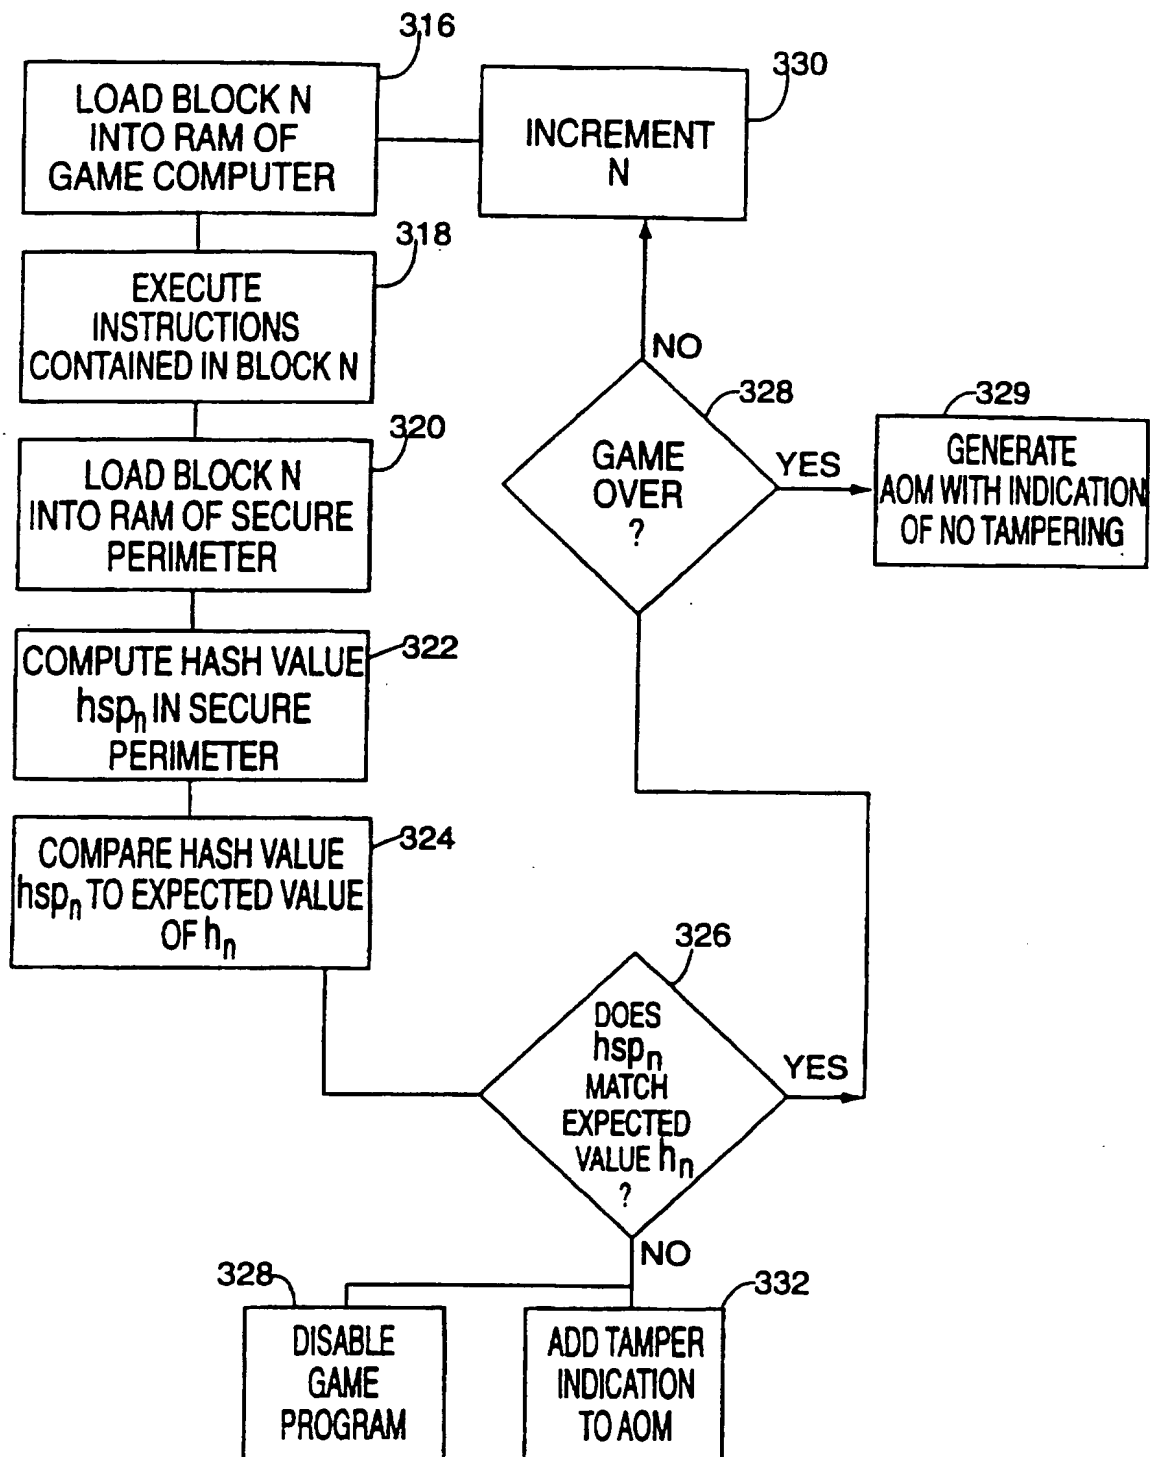 316
LOAD BLOCK N
INTO RAM OF
GAME COMPUTER
330
INCREMENT
N
318
EXECUTE
INSTRUCTIONS
CONTAINED IN BLOCK N
320
LOAD BLOCK N
INTO RAM OF SECURE
PERIMETER
322
COMPUTE HASH VALUE
hspₙ IN SECURE
PERIMETER
324
COMPARE HASH VALUE
hspₙ TO EXPECTED VALUE
OF hₙ
326
DOES
hspₙ
MATCH
EXPECTED
VALUE hₙ
?
YES
NO
328
GAME
OVER
?
NO
YES
329
GENERATE
AOM WITH INDICATION
OF NO TAMPERING
328
DISABLE
GAME
PROGRAM
332
ADD TAMPER
INDICATION
TO AOM